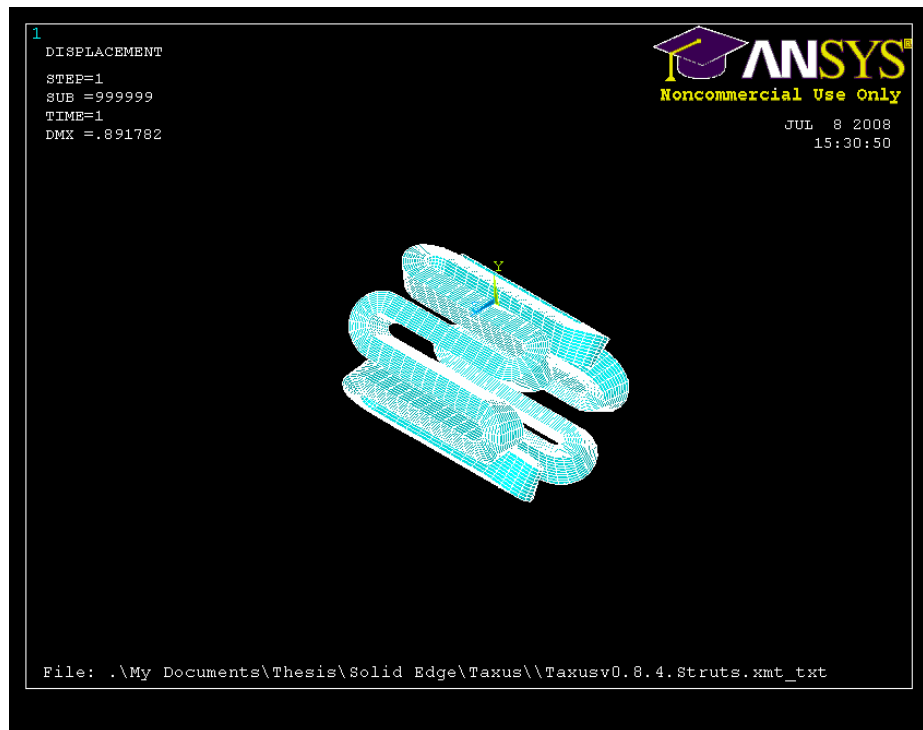 1
DISPLACEMENT
STEP=1
SUB =999999
TIME=1
DMX =.891782
ANSYS®
Noncommercial Use Only
JUL  8 2008
15:30:50
Y
File: .\My Documents\Thesis\Solid Edge\Taxus\\Taxusv0.8.4.Struts.xmt_txt